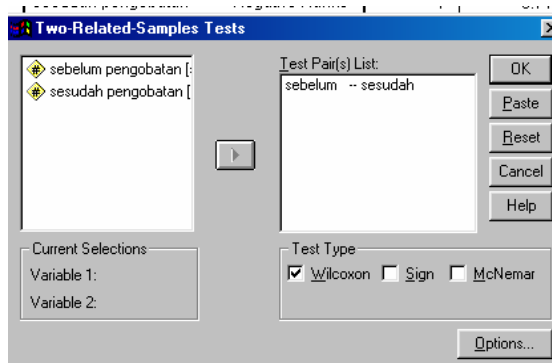 Two-Related-Samples Tests
sebelum pengobatan [
sesudah pengobatan [
Test Pair(s) List:
sebelum -- sesudah
OK
Paste
Reset
Cancel
Help
Current Selections
Variable 1:
Variable 2:
Test Type
Wilcoxon Sign McNemar
Options...